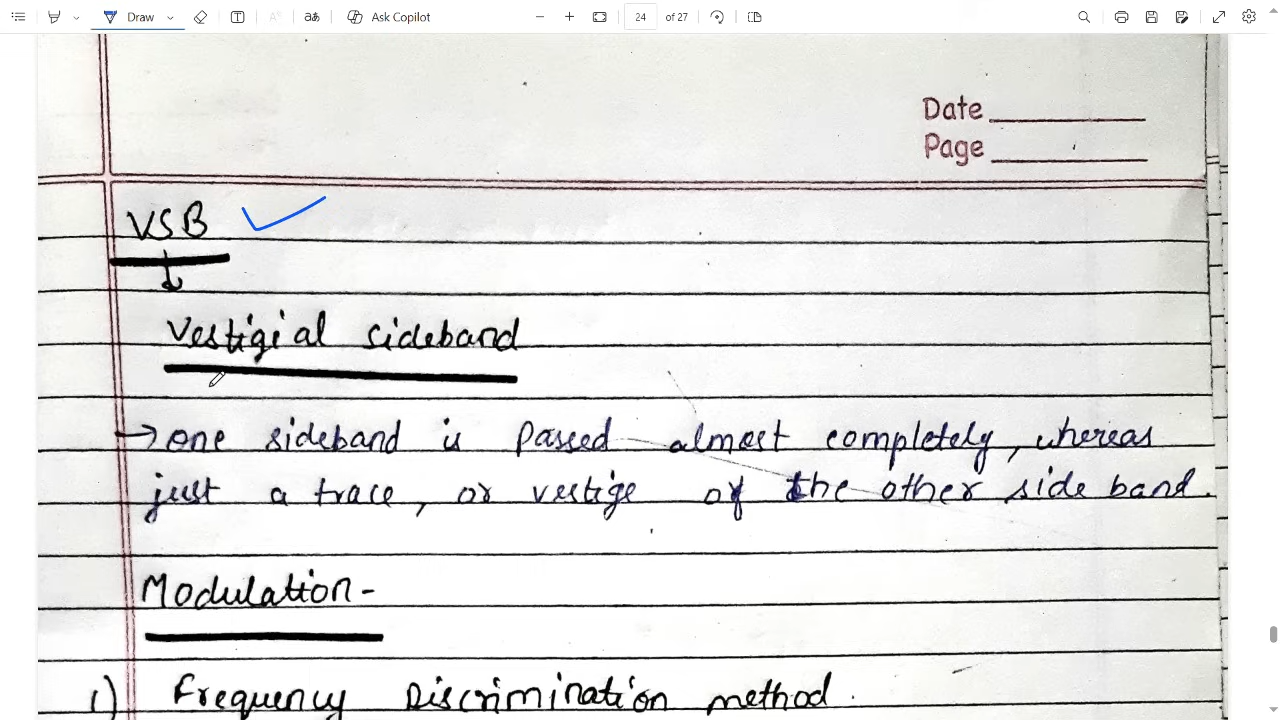 Draw
Ask Copilot
24 of 27
Date
Page
VSB
Vestigial sideband
→ one sideband is passed almost completely, whereas
just a trace, or vestige of the other side band.
Modulation -
1) Frequency Discrimination method.